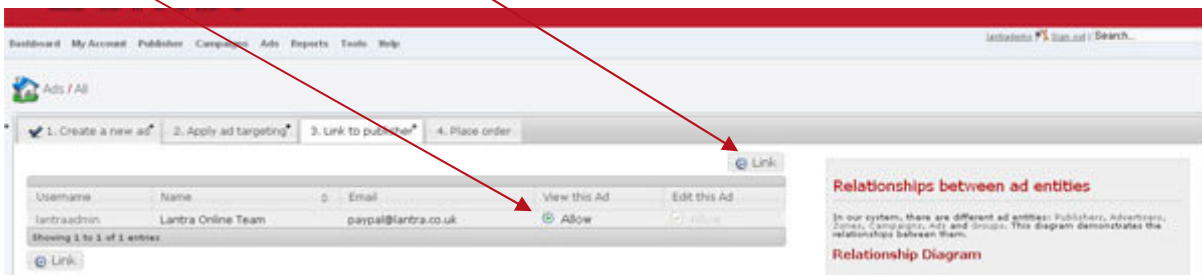 Dashboard My Account Publisher Campaigns Ads Reports Tools Help
lantrademo Sign out | Search...
Ads / All
1. Create a new ad* 2. Apply ad targeting* 3. Link to publisher* 4. Place order
Link
Username Name Email View this Ad Edit this Ad
lantraadmin Lantra Online Team paypal@lantra.co.uk Allow Allow
Showing 1 to 1 of 1 entries
Link
Relationships between ad entities
In our system, there are different ad entities: Publishers, Advertisers,
Zones, Campaigns, Ads and Groups. This diagram demonstrates the
relationships between them.
Relationship Diagram